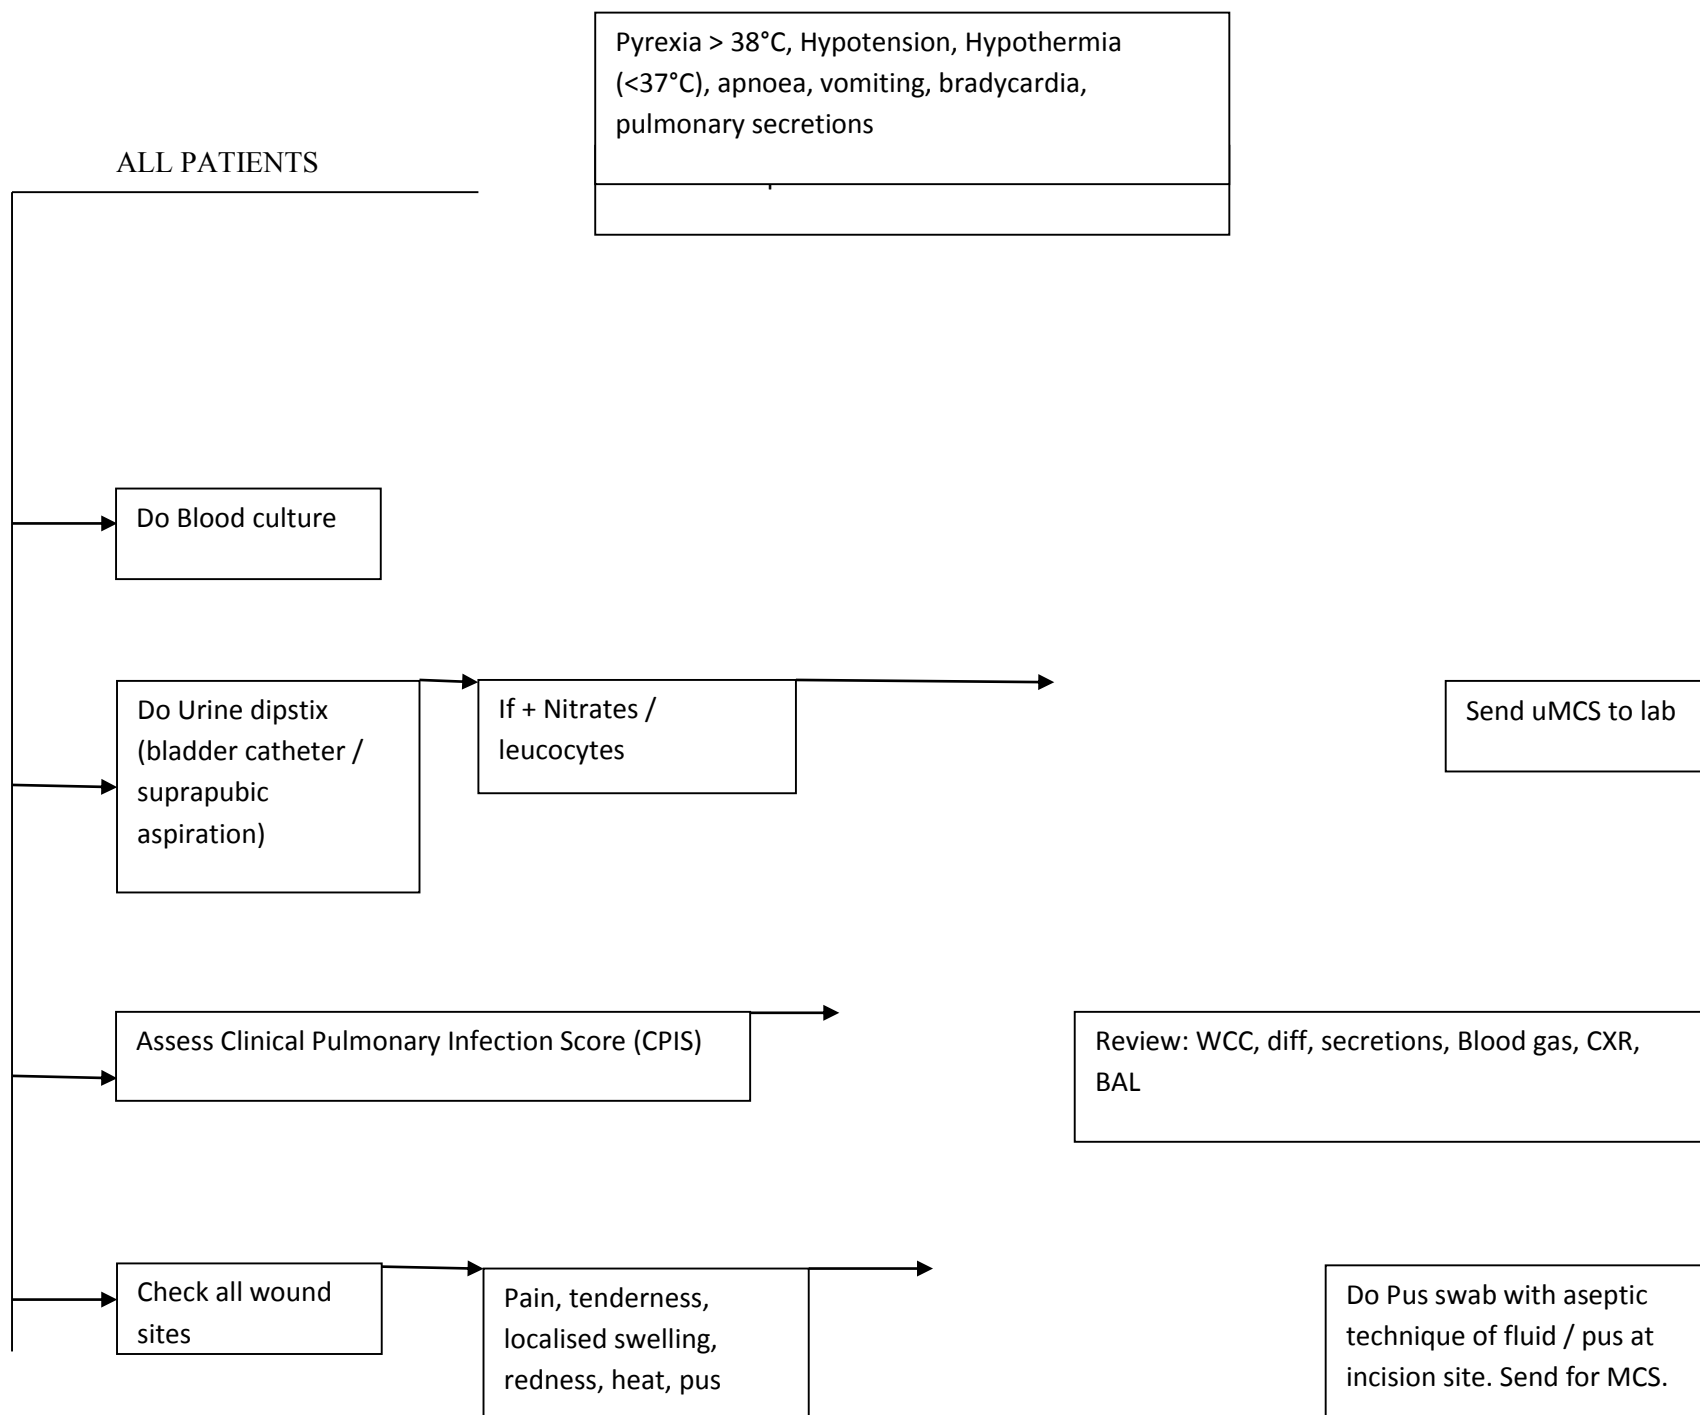 Pyrexia > 38°C, Hypotension, Hypothermia
(<37°C), apnoea, vomiting, bradycardia,
pulmonary secretions
ALL PATIENTS
Do Blood culture
Do Urine dipstix
(bladder catheter /
suprapubic
aspiration)
If + Nitrates /
leucocytes
Send uMCS to lab
Assess Clinical Pulmonary Infection Score (CPIS)
Review: WCC, diff, secretions, Blood gas, CXR,
BAL
Check all wound
sites
Pain, tenderness,
localised swelling,
redness, heat, pus
Do Pus swab with aseptic
technique of fluid / pus at
incision site. Send for MCS.